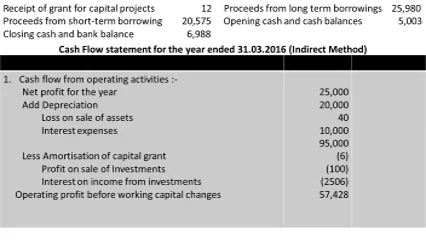 Receipt of grant for capital projects 12 Proceeds from long term borrowings 25,980
Proceeds from short-term borrowing 20,575 Opening cash and cash balances 5,003
Closing cash and bank balance 6,988
Cash Flow statement for the year ended 31.03.2016 (Indirect Method)
1. Cash flow from operating activities :-
Net profit for the year 25,000
Add Depreciation 20,000
Loss on sale of assets 40
Interest expenses 10,000
95,000
Less Amortisation of capital grant (6)
Profit on sale of Investments (100)
Interest on income from investments (2506)
Operating profit before working capital changes 57,428